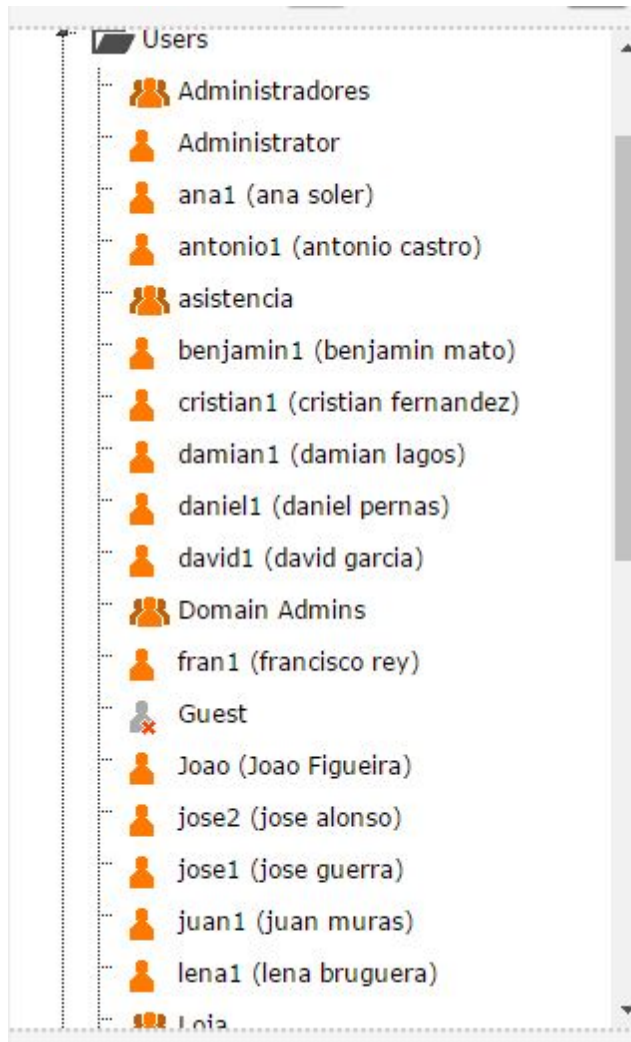 Users
Administradores
Administrator
ana1 (ana soler)
antonio1 (antonio castro)
asistencia
benjamin1 (benjamin mato)
cristian1 (cristian fernandez)
damian1 (damian lagos)
daniel1 (daniel pernas)
david1 (david garcia)
Domain Admins
fran1 (francisco rey)
Guest
Joao (Joao Figueira)
jose2 (jose alonso)
jose1 (jose guerra)
juan1 (juan muras)
lena1 (lena bruguera)
Loja